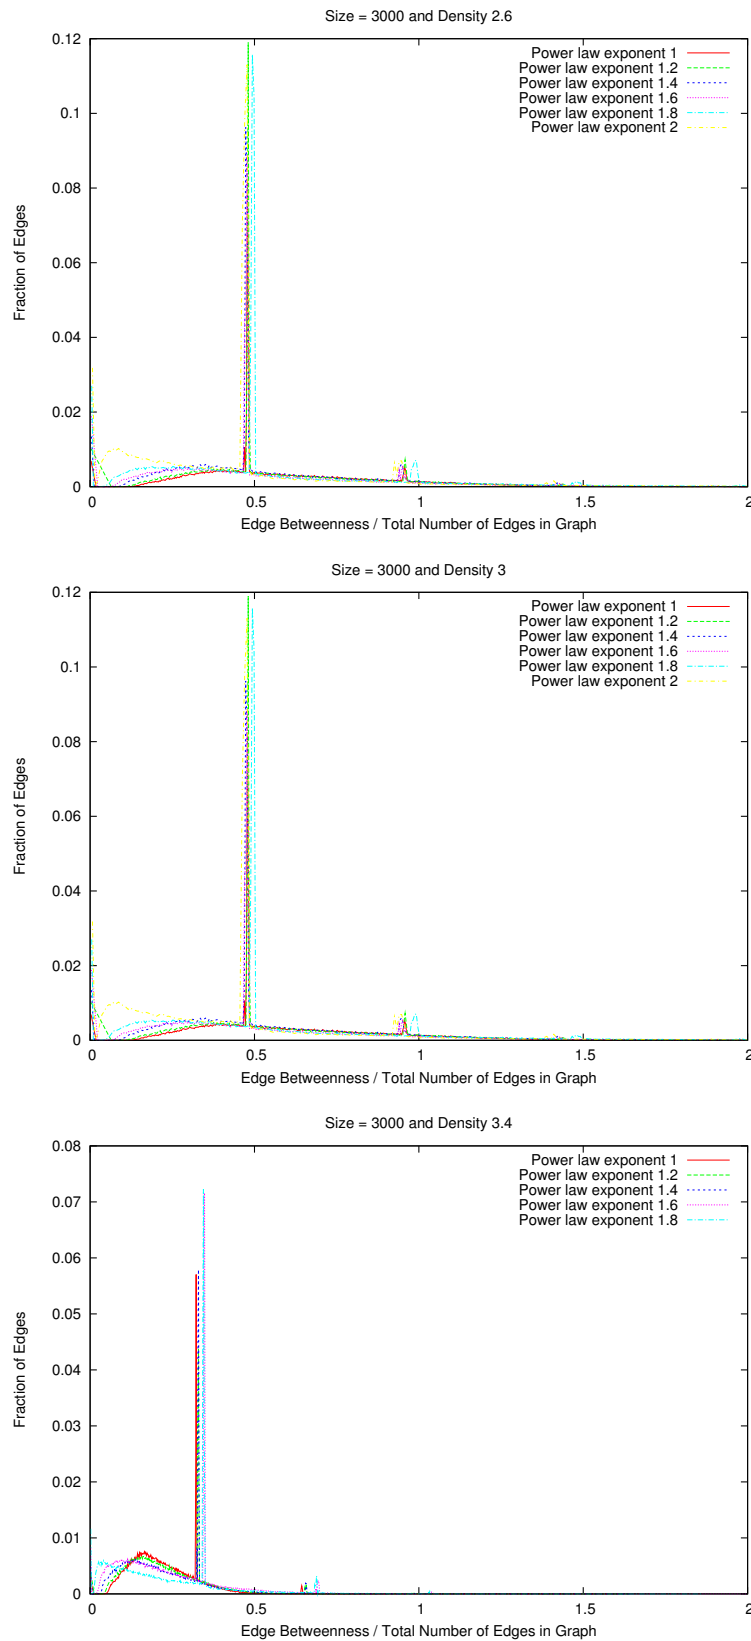 Size = 3000 and Density 2.6
0.12
0.1
0.08
0.06
0.04
0.02
0
Fraction of Edges
Power law exponent 1
Power law exponent 1.2
Power law exponent 1.4
Power law exponent 1.6
Power law exponent 1.8
Power law exponent 2
0 0.5 1 1.5 2
Edge Betweenness / Total Number of Edges in Graph
Size = 3000 and Density 3
0.12
0.1
0.08
0.06
0.04
0.02
0
Fraction of Edges
Power law exponent 1
Power law exponent 1.2
Power law exponent 1.4
Power law exponent 1.6
Power law exponent 1.8
Power law exponent 2
0 0.5 1 1.5 2
Edge Betweenness / Total Number of Edges in Graph
Size = 3000 and Density 3.4
0.08
0.07
0.06
0.05
0.04
0.03
0.02
0.01
0
Fraction of Edges
Power law exponent 1
Power law exponent 1.2
Power law exponent 1.4
Power law exponent 1.6
Power law exponent 1.8
0 0.5 1 1.5 2
Edge Betweenness / Total Number of Edges in Graph